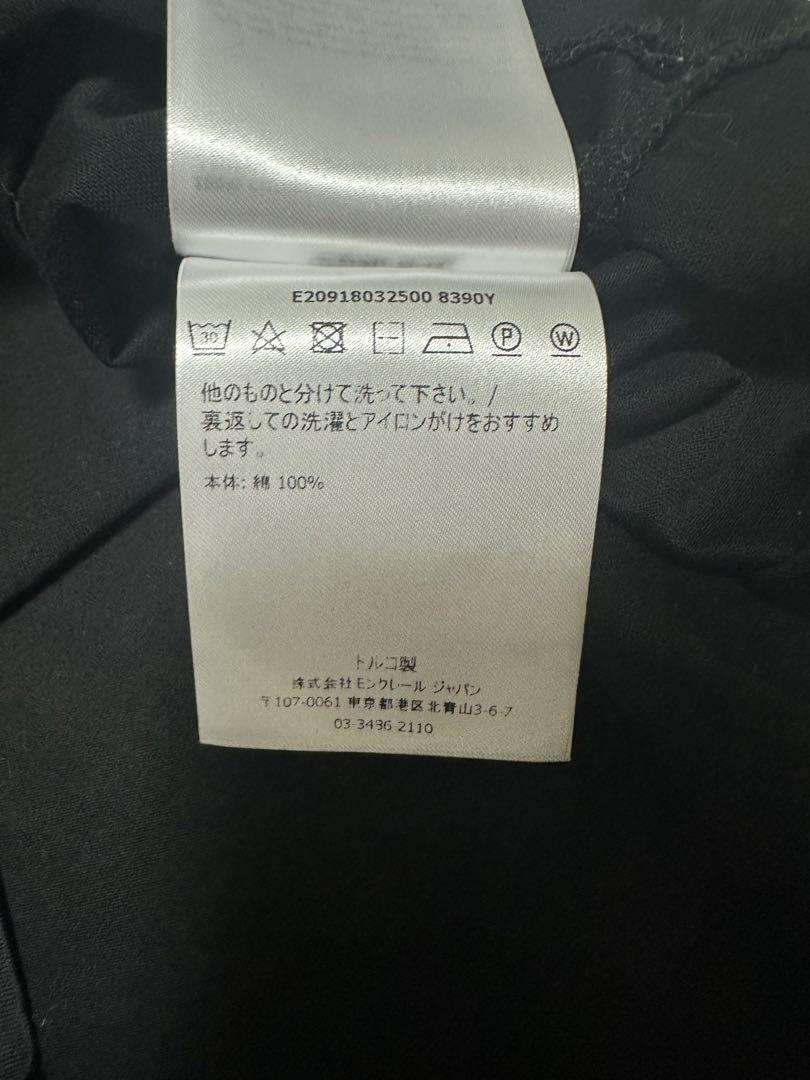 E20918032500 8390Y
30 P W
他のものと分けて洗って下さい。/
裏返しての洗濯とアイロンがけをおすすめ
します。
本体: 綿 100%
トルコ製
株式会社モンクレール ジャパン
〒107-0061 東京都港区北青山3-6-7
03-3436-2110